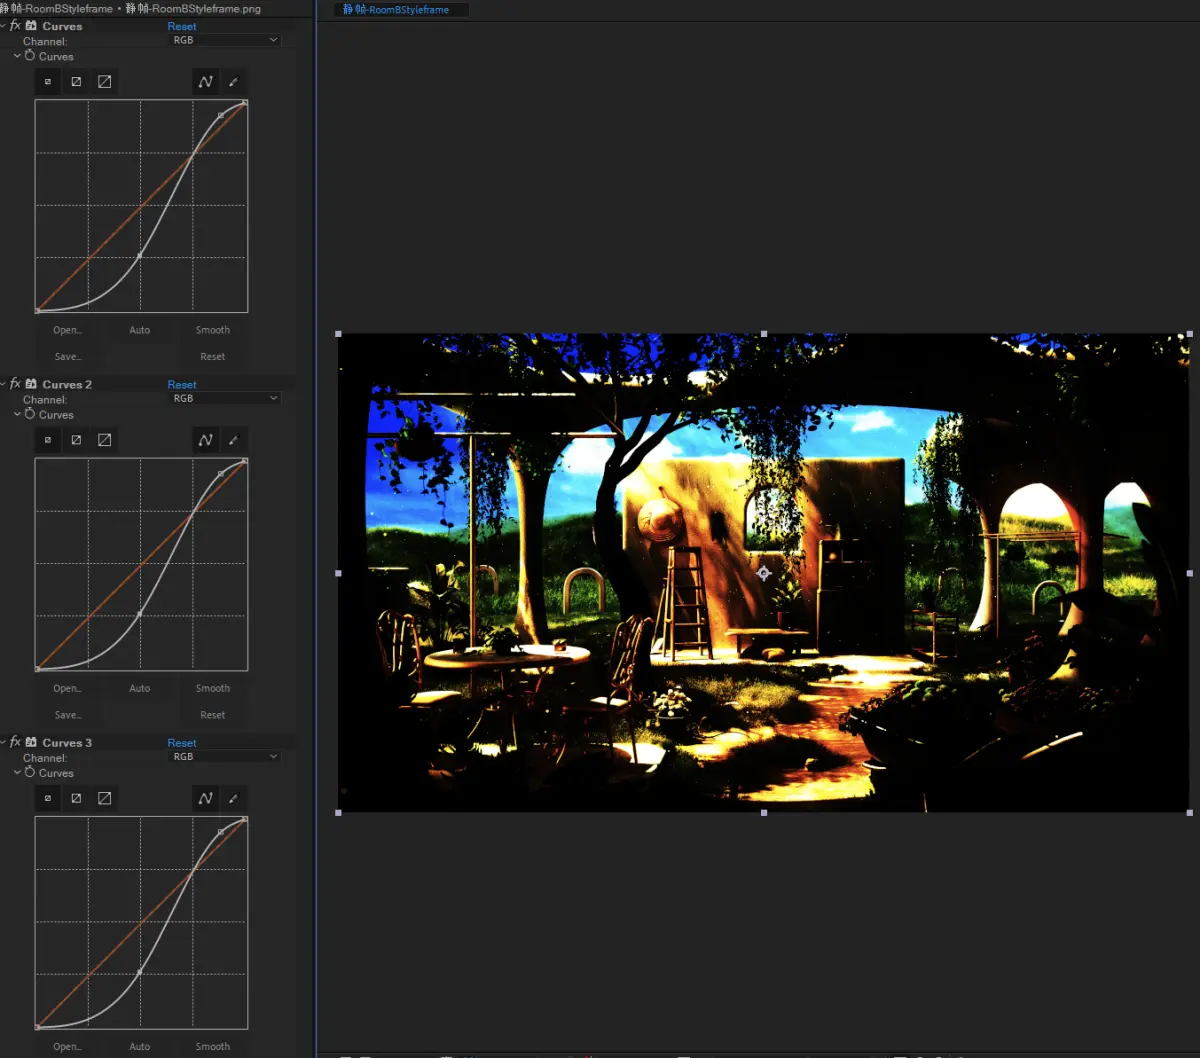 静帧-RoomBStyleframe • 静帧-RoomBStyleframe.png
静帧-RoomBStyleframe
fx Curves Reset
Channel: RGB
Curves
Open... Auto Smooth
Save... Reset
fx Curves 2 Reset
Channel: RGB
Curves
Open... Auto Smooth
Save... Reset
fx Curves 3 Reset
Channel: RGB
Curves
Open... Auto Smooth